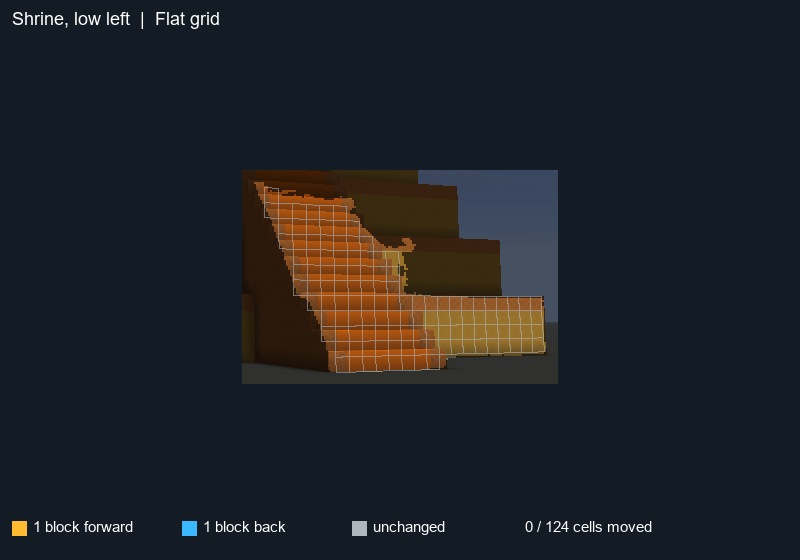 Shrine, low left | Flat grid
1 block forward
1 block back
unchanged
0 / 124 cells moved